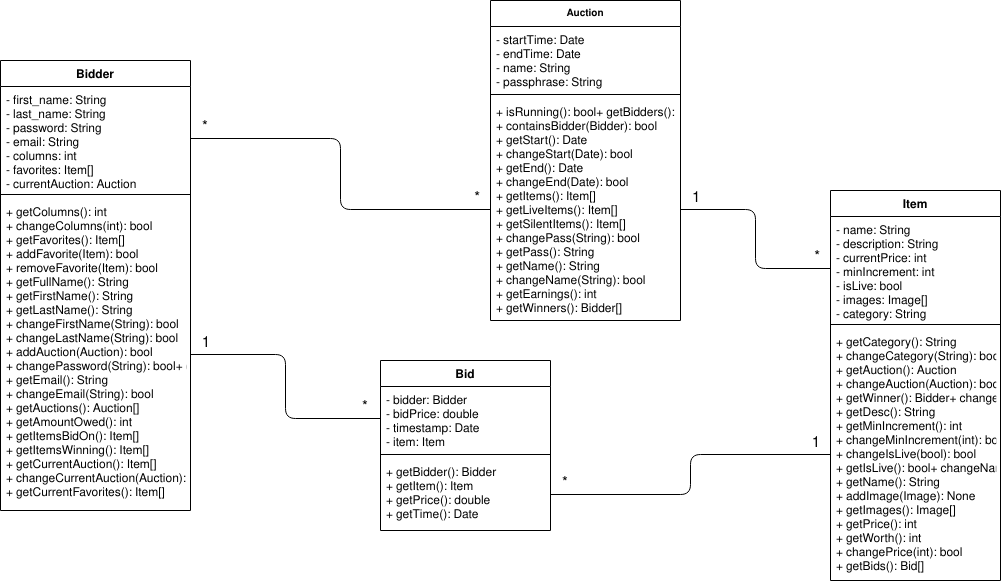 Auction
- startTime: Date
- endTime: Date
- name: String
- passphrase: String
+ isRunning(): bool+ getBidders():
+ containsBidder(Bidder): bool
+ getStart(): Date
+ changeStart(Date): bool
+ getEnd(): Date
+ changeEnd(Date): bool
+ getItems(): Item[]
+ getLiveItems(): Item[]
+ getSilentItems(): Item[]
+ changePass(String): bool
+ getPass(): String
+ getName(): String
+ changeName(String): bool
+ getEarnings(): int
+ getWinners(): Bidder[]
Bidder
- first_name: String
- last_name: String
- password: String
- email: String
- columns: int
- favorites: Item[]
- currentAuction: Auction
+ getColumns(): int
+ changeColumns(int): bool
+ getFavorites(): Item[]
+ addFavorite(Item): bool
+ removeFavorite(Item): bool
+ getFullName(): String
+ getFirstName(): String
+ getLastName(): String
+ changeFirstName(String): bool
+ changeLastName(String): bool
+ addAuction(Auction): bool
+ changePassword(String): bool+
+ getEmail(): String
+ changeEmail(String): bool
+ getAuctions(): Auction[]
+ getAmountOwed(): int
+ getItemsBidOn(): Item[]
+ getItemsWinning(): Item[]
+ getCurrentAuction(): Item[]
+ changeCurrentAuction(Auction):
+ getCurrentFavorites(): Item[]
*
*
1
*
1
*
*
1
Bid
- bidder: Bidder
- bidPrice: double
- timestamp: Date
- item: Item
+ getBidder(): Bidder
+ getItem(): Item
+ getPrice(): double
+ getTime(): Date
Item
- name: String
- description: String
- currentPrice: int
- minIncrement: int
- isLive: bool
- images: Image[]
- category: String
+ getCategory(): String
+ changeCategory(String): boo
+ getAuction(): Auction
+ changeAuction(Auction): boo
+ getWinner(): Bidder+ change
+ getDesc(): String
+ getMinIncrement(): int
+ changeMinIncrement(int): bo
+ changeIsLive(bool): bool
+ getIsLive(): bool+ changeNa
+ getName(): String
+ addImage(Image): None
+ getImages(): Image[]
+ getPrice(): int
+ getWorth(): int
+ changePrice(int): bool
+ getBids(): Bid[]